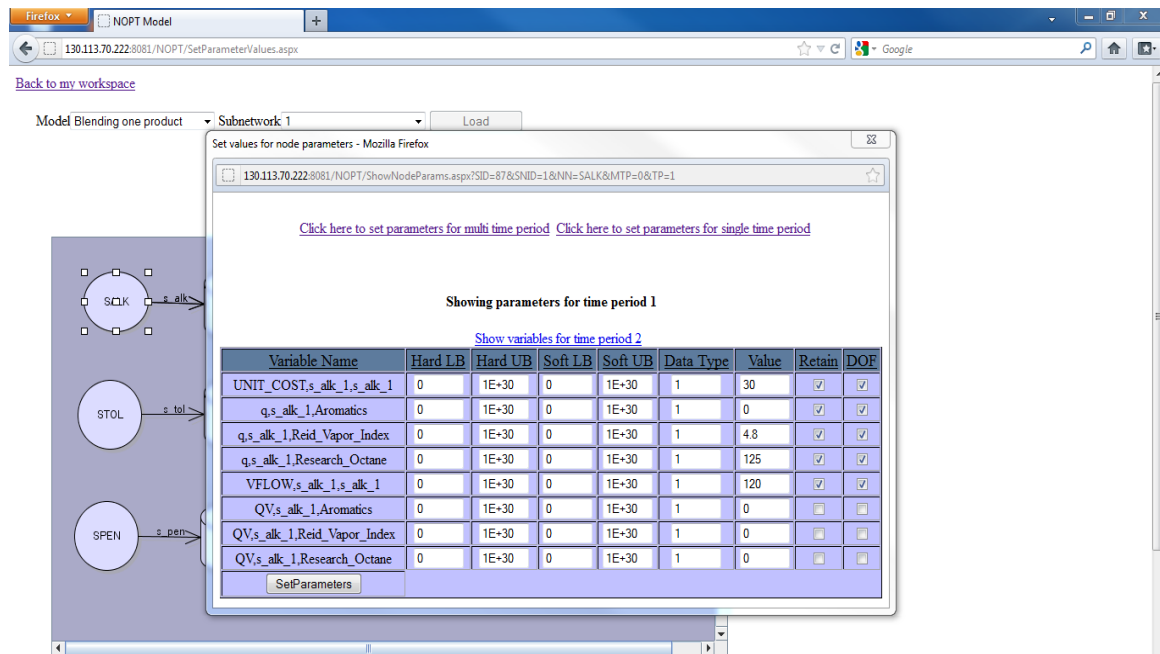 Firefox
NOPT Model
130.113.70.222:8081/NOPT/SetParameterValues.aspx
Google
Back to my workspace
Model Blending one product Subnetwork 1 Load
Set values for node parameters - Mozilla Firefox
130.113.70.222:8081/NOPT/ShowNodeParams.aspx?SID=87&SNID=1&NN=SALK&MTP=0&TP=1
Click here to set parameters for multi time period Click here to set parameters for single time period
Showing parameters for time period 1
Show variables for time period 2
Variable Name Hard LB Hard UB Soft LB Soft UB Data Type Value Retain DOF
UNIT_COST,s_alk_1,s_alk_1 0 1E+30 0 1E+30 1 30
q,s_alk_1,Aromatics 0 1E+30 0 1E+30 1 0
q,s_alk_1,Reid_Vapor_Index 0 1E+30 0 1E+30 1 4.8
q,s_alk_1,Research_Octane 0 1E+30 0 1E+30 1 125
VFLOW,s_alk_1,s_alk_1 0 1E+30 0 1E+30 1 120
QV,s_alk_1,Aromatics 0 1E+30 0 1E+30 1 0
QV,s_alk_1,Reid_Vapor_Index 0 1E+30 0 1E+30 1 0
QV,s_alk_1,Research_Octane 0 1E+30 0 1E+30 1 0
SetParameters
SALK s_alk
STOL s_tol
SPEN s_pen